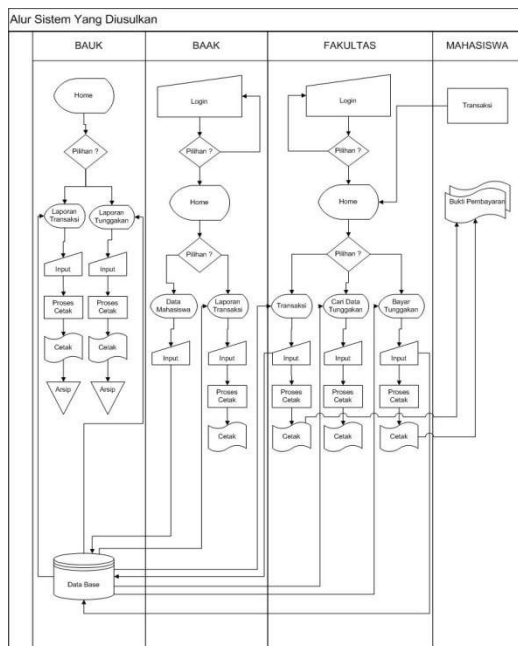 Alur Sistem Yang Diusulkan
BAUK
BAAK
FAKULTAS
MAHASISWA
Home
Login
Login
Transaksi
Pilihan ?
Pilihan ?
Pilihan ?
Bukti Pembayaran
Laporan
Transaksi
Laporan
Tunggakan
Home
Home
Input
Input
Pilihan ?
Pilihan ?
Proses
Cetak
Proses
Cetak
Data
Mahasiswa
Laporan
Transaksi
Transaksi
Cari Data
Tunggakan
Bayar
Tunggakan
Cetak
Cetak
Input
Input
Input
Input
Input
Arsip
Arsip
Proses
Cetak
Proses
Cetak
Proses
Cetak
Proses
Cetak
Cetak
Cetak
Cetak
Cetak
Data Base